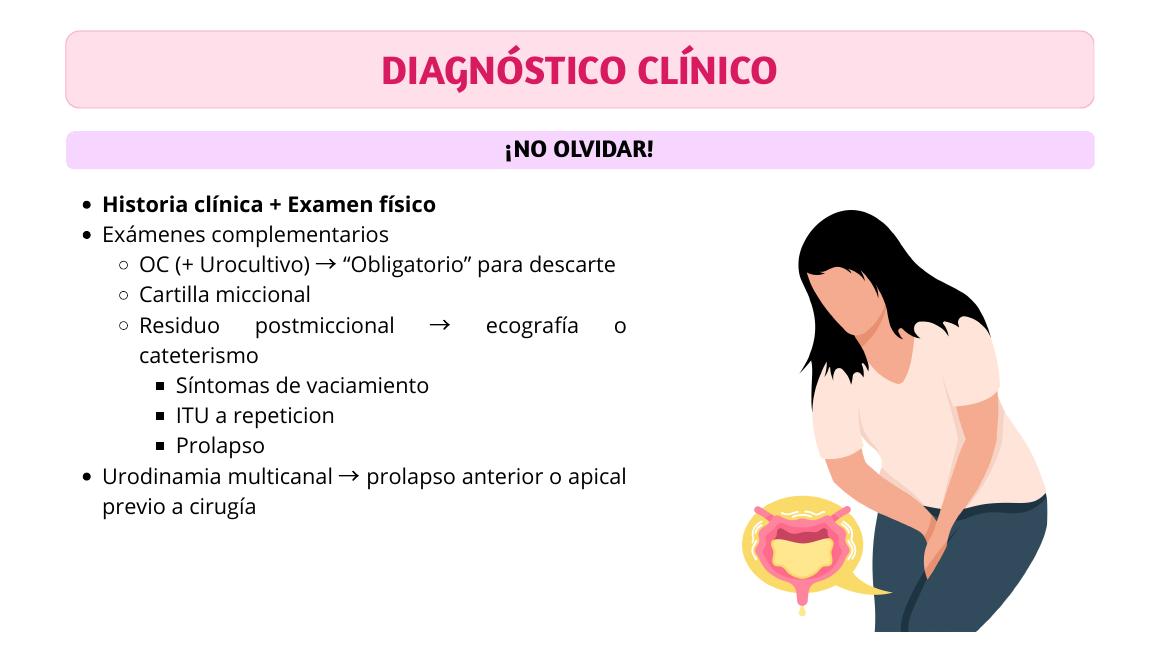 DIAGNÓSTICO CLÍNICO
¡NO OLVIDAR!
• Historia clínica + Examen físico
• Exámenes complementarios
○ OC (+ Urocultivo) → “Obligatorio” para descarte
○ Cartilla miccional
○ Residuo postmiccional → ecografía o
cateterismo
▪ Síntomas de vaciamiento
▪ ITU a repeticion
▪ Prolapso
• Urodinamia multicanal → prolapso anterior o apical
previo a cirugía